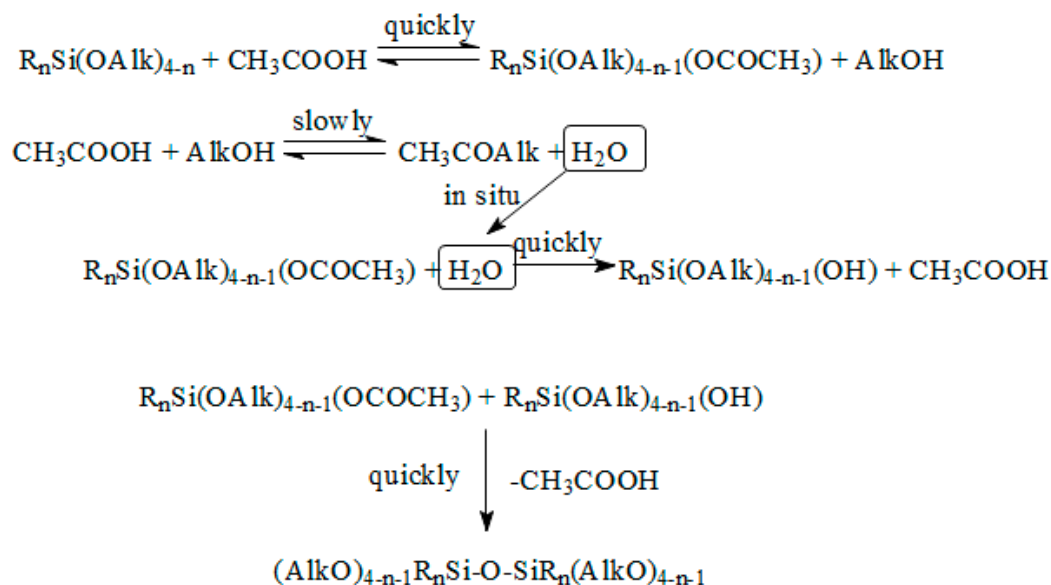 quickly
RₙSi(OAlk)₄₋ₙ + CH₃COOH ⇌ RₙSi(OAlk)₄₋ₙ₋₁(OCOCH₃) + AlkOH
slowly
CH₃COOH + AlkOH ⇌ CH₃COAlk + H₂O
in situ
quickly
RₙSi(OAlk)₄₋ₙ₋₁(OCOCH₃) + H₂O → RₙSi(OAlk)₄₋ₙ₋₁(OH) + CH₃COOH
RₙSi(OAlk)₄₋ₙ₋₁(OCOCH₃) + RₙSi(OAlk)₄₋ₙ₋₁(OH)
quickly -CH₃COOH
(AlkO)₄₋ₙ₋₁RₙSi-O-SiRₙ(AlkO)₄₋ₙ₋₁